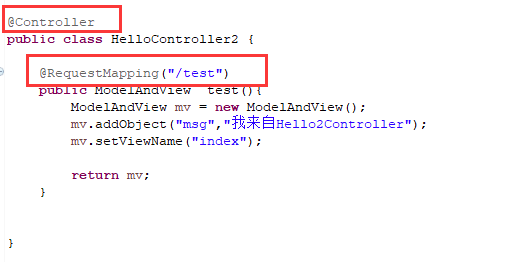 @Controller
public class HelloController2 {
@RequestMapping("/test")
public ModelAndView test(){
ModelAndView mv = new ModelAndView();
mv.addObject("msg","我来自Hello2Controller");
mv.setViewName("index");
return mv;
}
}